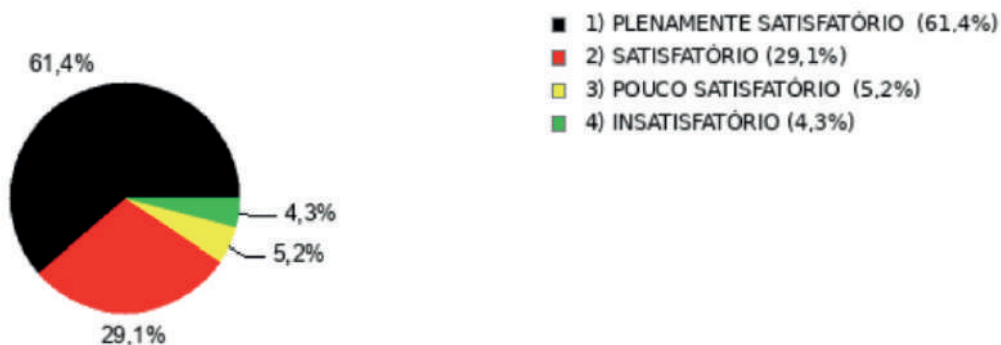 61,4%
4,3%
5,2%
29,1%
1) PLENAMENTE SATISFATÓRIO (61,4%)
2) SATISFATÓRIO (29,1%)
3) POUCO SATISFATÓRIO (5,2%)
4) INSATISFATÓRIO (4,3%)